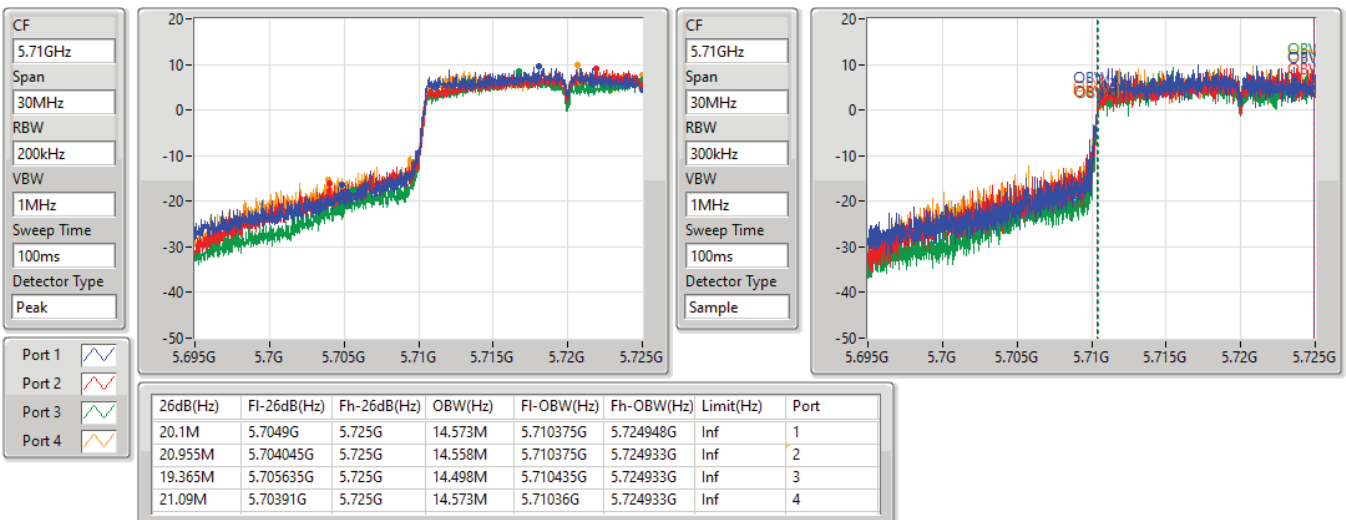 CF
5.71GHz
Span
30MHz
RBW
200kHz
VBW
1MHz
Sweep Time
100ms
Detector Type
Peak
20
10
0
-10
-20
-30
-40
-50
5.695G 5.7G 5.705G 5.71G 5.715G 5.72G 5.725G
CF
5.71GHz
Span
30MHz
RBW
300kHz
VBW
1MHz
Sweep Time
100ms
Detector Type
Sample
20
10
0
-10
-20
-30
-40
-50
5.695G 5.7G 5.705G 5.71G 5.715G 5.72G 5.725G
Port 1
Port 2
Port 3
Port 4
26dB(Hz) Fl-26dB(Hz) Fh-26dB(Hz) OBW(Hz) Fl-OBW(Hz) Fh-OBW(Hz) Limit(Hz) Port
20.1M 5.7049G 5.725G 14.573M 5.710375G 5.724948G Inf 1
20.955M 5.704045G 5.725G 14.558M 5.710375G 5.724933G Inf 2
19.365M 5.705635G 5.725G 14.498M 5.710435G 5.724933G Inf 3
21.09M 5.70391G 5.725G 14.573M 5.71036G 5.724933G Inf 4